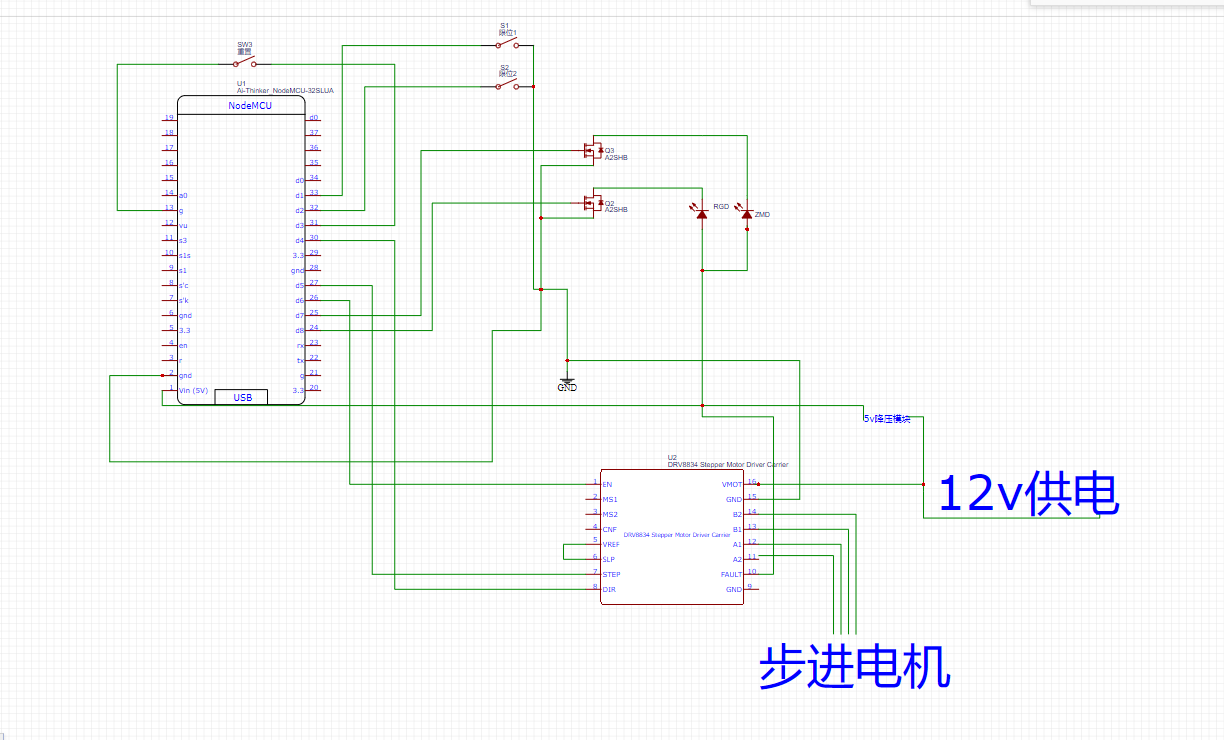 S1
限位1
SW3
重置
S2
限位2
U1
Ai-Thinker_NodeMCU-32SLUA
NodeMCU
19 d0
18 37
17 36
16 35
15 d0 34
14 a0 d1 33
13 g d2 32
12 vu d3 31
11 s3 d4 30
10 s1s 3.3 29
9 s1 gnd 28
8 s'c d5 27
7 s'k d6 26
6 gnd d7 25
5 3.3 d8 24
4 en rx 23
3 r tx 22
2 gnd g 21
1 Vin (5V) 3.3 20
USB
Q3
A2SHB
Q2
A2SHB
RGD
ZMD
GND
5v降压模块
12v供电
U2
DRV8834 Stepper Motor Driver Carrier
1 EN VMOT 16
2 MS1 GND 15
3 MS2 B2 14
4 CNF B1 13
DRV8834 Stepper Motor Driver Carrier
5 VREF A1 12
6 SLP A2 11
7 STEP FAULT 10
8 DIR GND 9
步进电机